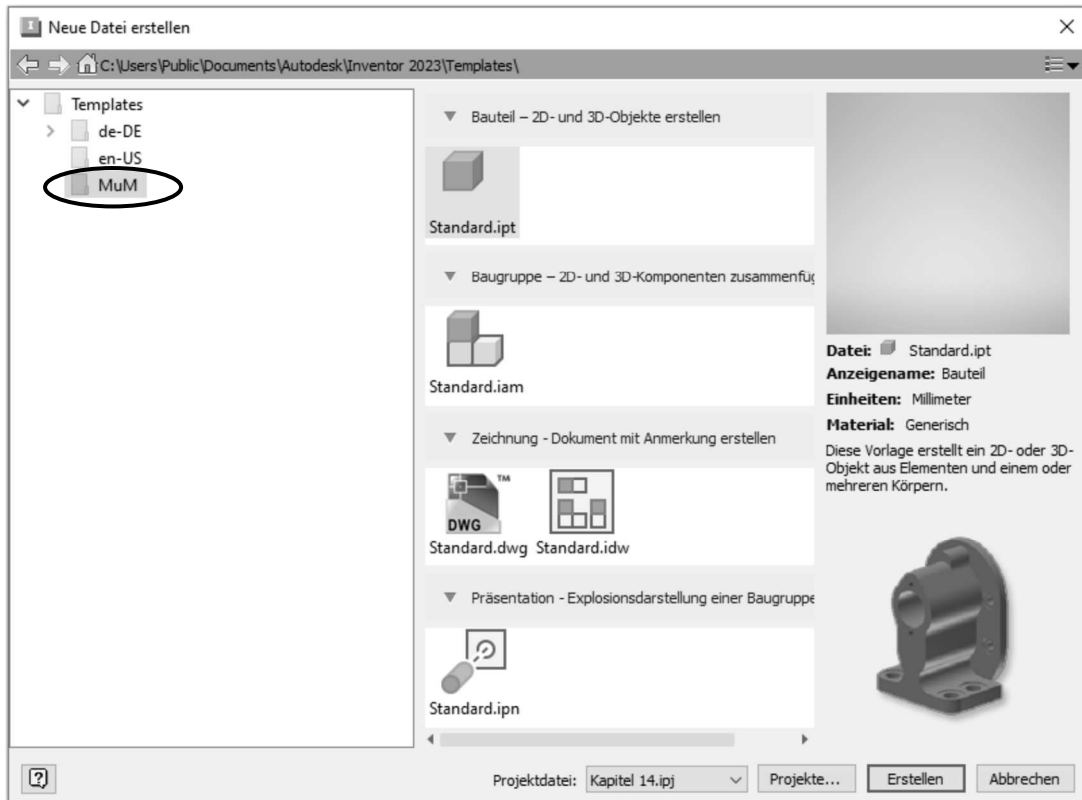 Neue Datei erstellen
C:\Users\Public\Documents\Autodesk\Inventor 2023\Templates\
Templates
de-DE
en-US
MuM
Bauteil – 2D- und 3D-Objekte erstellen
Standard.ipt
Baugruppe – 2D- und 3D-Komponenten zusammenfüg
Standard.iam
Zeichnung - Dokument mit Anmerkung erstellen
DWG TM
Standard.dwg Standard.idw
Präsentation - Explosionsdarstellung einer Baugruppe
Standard.ipn
Datei: Standard.ipt
Anzeigename: Bauteil
Einheiten: Millimeter
Material: Generisch
Diese Vorlage erstellt ein 2D- oder 3D-
Objekt aus Elementen und einem oder
mehreren Körpern.
Projektdatei: Kapitel 14.ipj Projekte... Erstellen Abbrechen